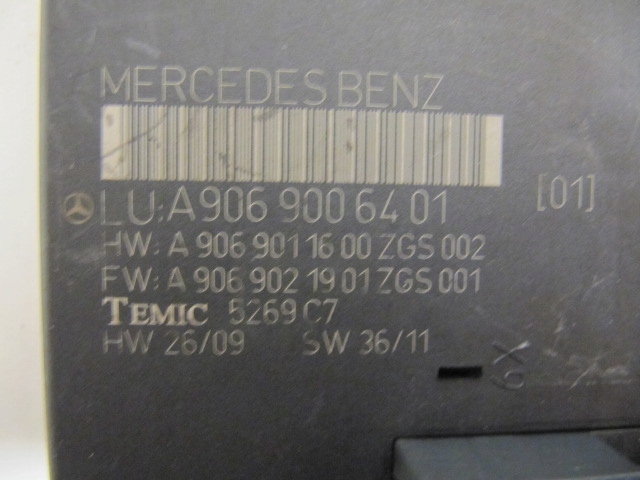 MERCEDES BENZ
LU: A 906 900 64 01 [01]
HW: A 906 901 16 00 ZGS 002
FW: A 906 902 19 01 ZGS 001
TEMIC 5269 C7
HW 26/09 SW 36/11